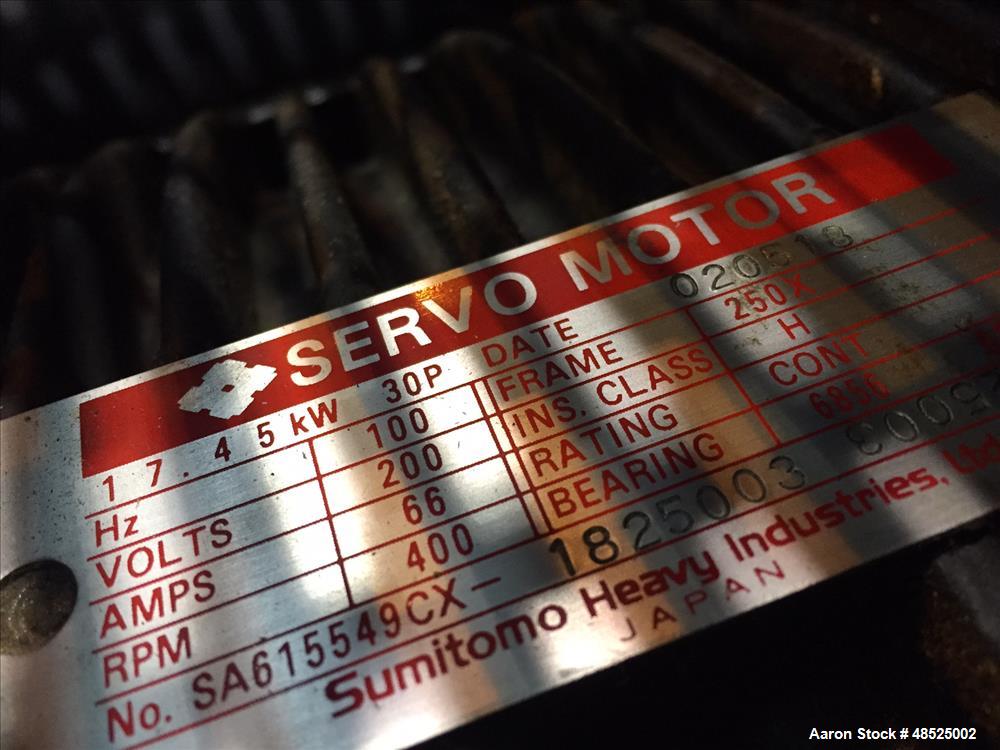 SERVO MOTOR
17.45 kW 30P DATE 020518
Hz 100 FRAME 250X
VOLTS 200 INS. CLASS H
AMPS 66 RATING CONT
RPM 400 BEARING 6856
No. SA615549CX- 1825003
Sumitomo Heavy Industries, Ltd
JAPAN
Aaron Stock # 48525002